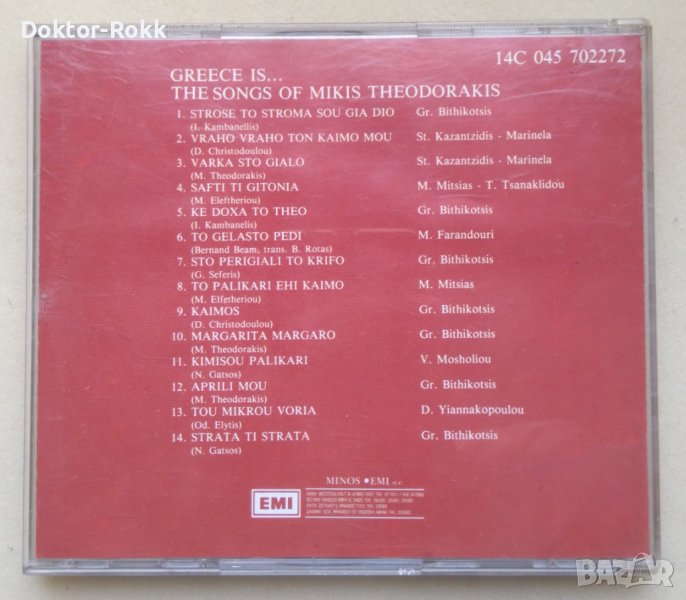 Doktor-Rokk
14C 045 702272
GREECE IS...
THE SONGS OF MIKIS THEODORAKIS
1. STROSE TO STROMA SOU GIA DIO Gr. Bithikotsis
(I. Kambanellis)
2. VRAHO VRAHO TON KAIMO MOU St. Kazantzidis - Marinela
(D. Christodoulou)
3. VARKA STO GIALO St. Kazantzidis - Marinela
(M. Theodorakis)
4. SAFTI TI GITONIA M. Mitsias - T. Tsanaklidou
(M. Eleftheriou)
5. KE DOXA TO THEO Gr. Bithikotsis
(I. Kambanelis)
6. TO GELASTO PEDI M. Farandouri
(Bernand Beam, trans. B. Rotas)
7. STO PERIGIALI TO KRIFO Gr, Bithikotsis
(G. Seferis)
8. TO PALIKARI EHI KAIMO M. Mitsias
(M. Elfetheriou)
9. KAIMOS Gr. Bithikotsis
(D. Christodoulou)
10. MARGARITA MARGARO Gr. Bithikotsis
(M. Theodorakis)
11. KIMISOU PALIKARI V. Mosholiou
(N. Gatsos)
12. APRILI MOU Gr. Bithikotsis
(M. Theodorakis)
13. TOU MIKROU VORIA D. Yiannakopoulou
(Od. Elytis)
14. STRATA TI STRATA Gr. Bithikotsis
(N. Gatsos)
MINOS ● EMI a.e.
EMI
BAZAR